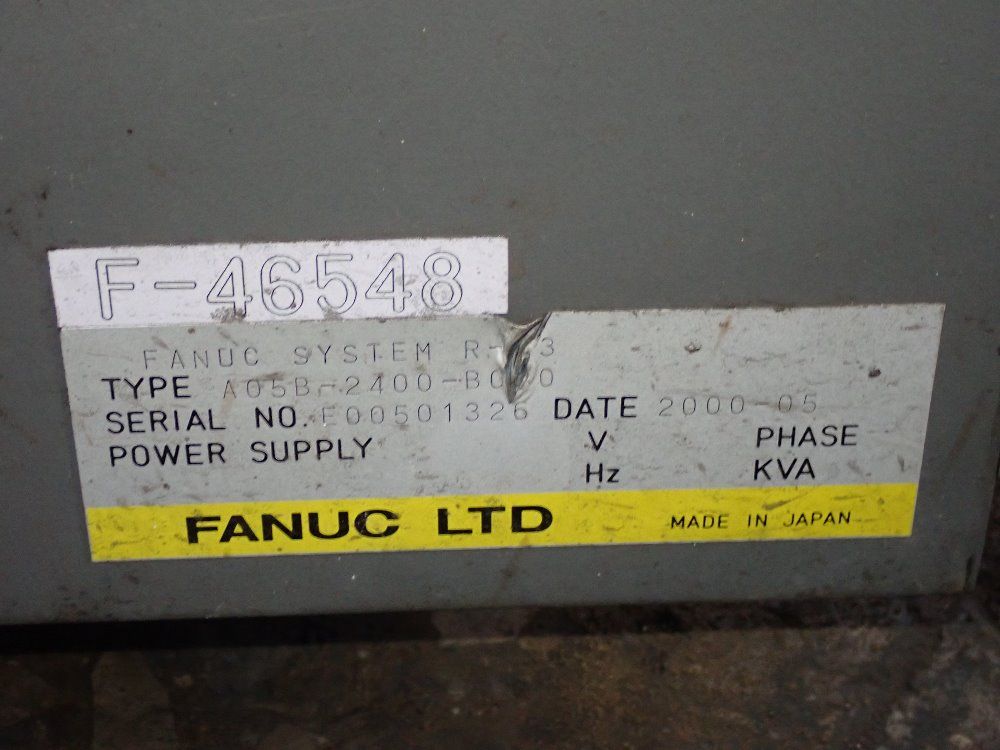 F-46548
FANUC SYSTEM
TYPE
SERIAL NO. E00501326 DATE 2000-05
POWER SUPPLY V PHASE
Hz KVA
FANUC LTD MADE IN JAPAN